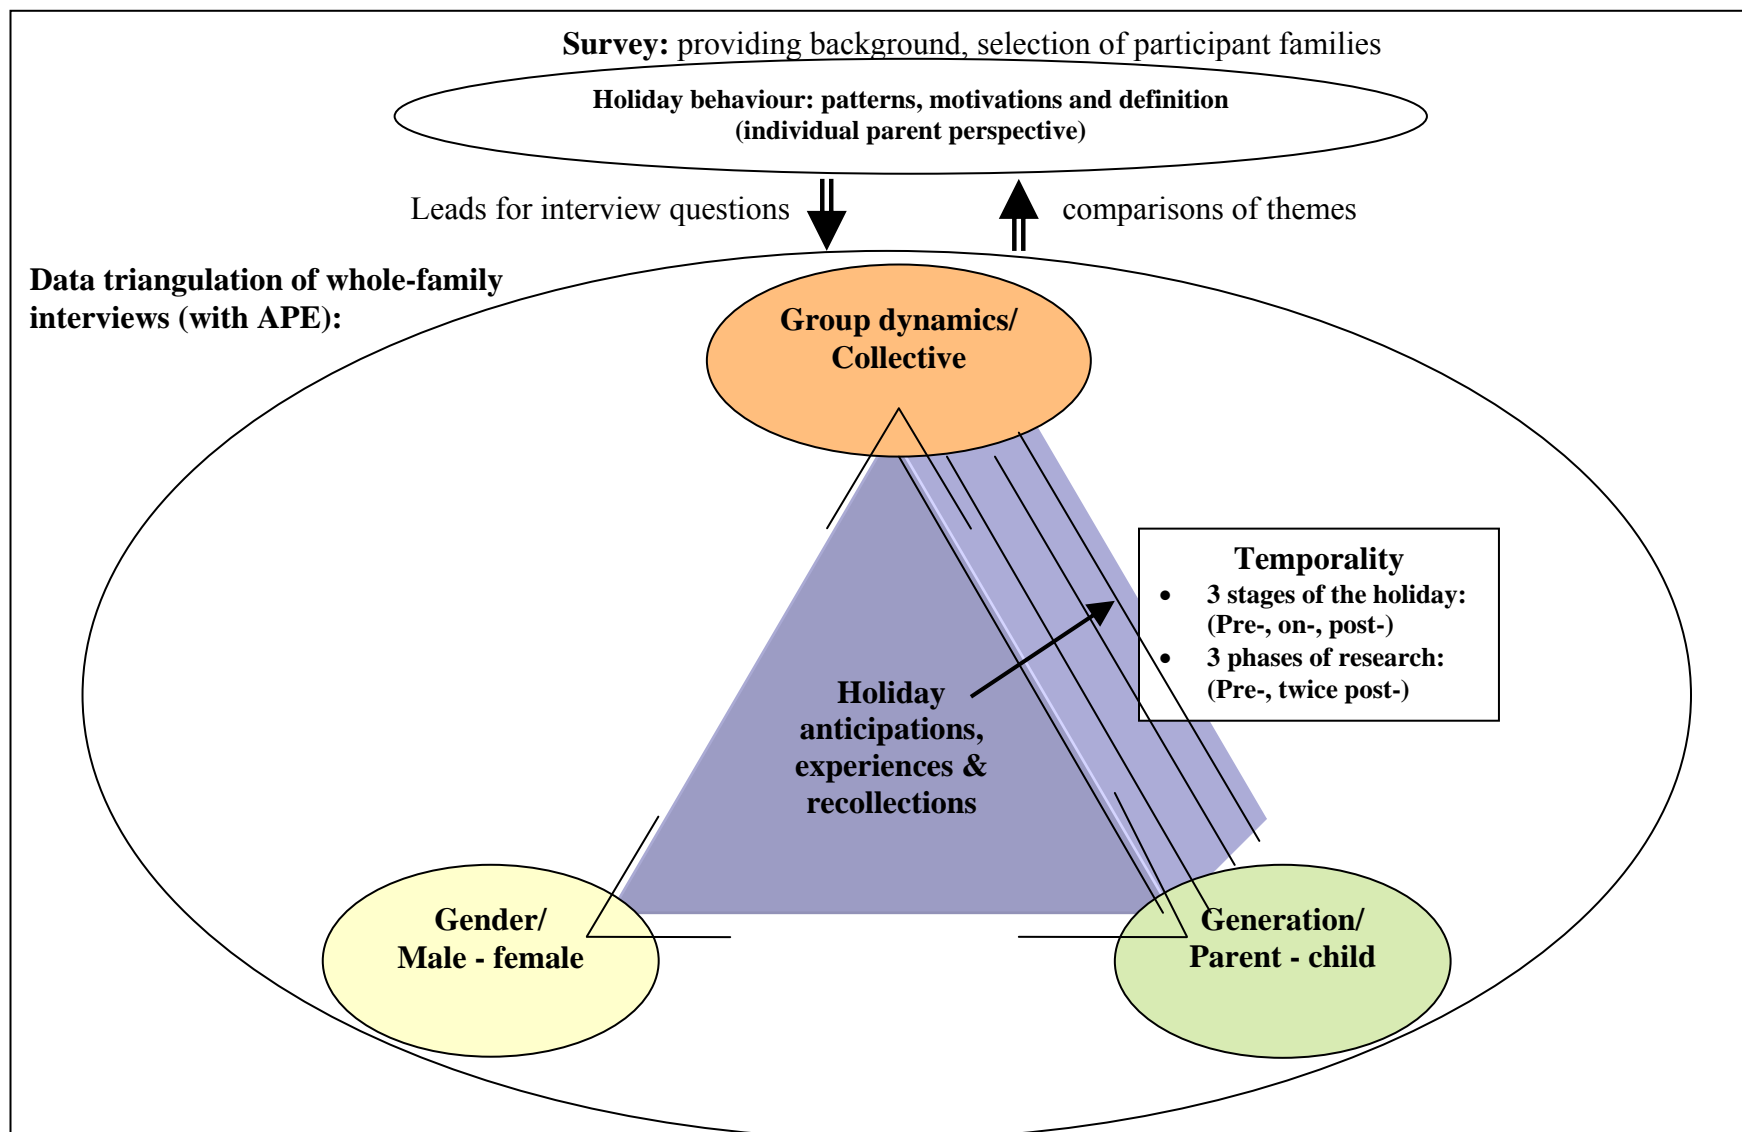 Survey: providing background, selection of participant families
Holiday behaviour: patterns, motivations and definition
(individual parent perspective)
Leads for interview questions
comparisons of themes
Data triangulation of whole-family
interviews (with APE):
Group dynamics/
Collective
Temporality
• 3 stages of the holiday:
(Pre-, on-, post-)
• 3 phases of research:
(Pre-, twice post-)
Holiday
anticipations,
experiences &
recollections
Gender/
Male - female
Generation/
Parent - child